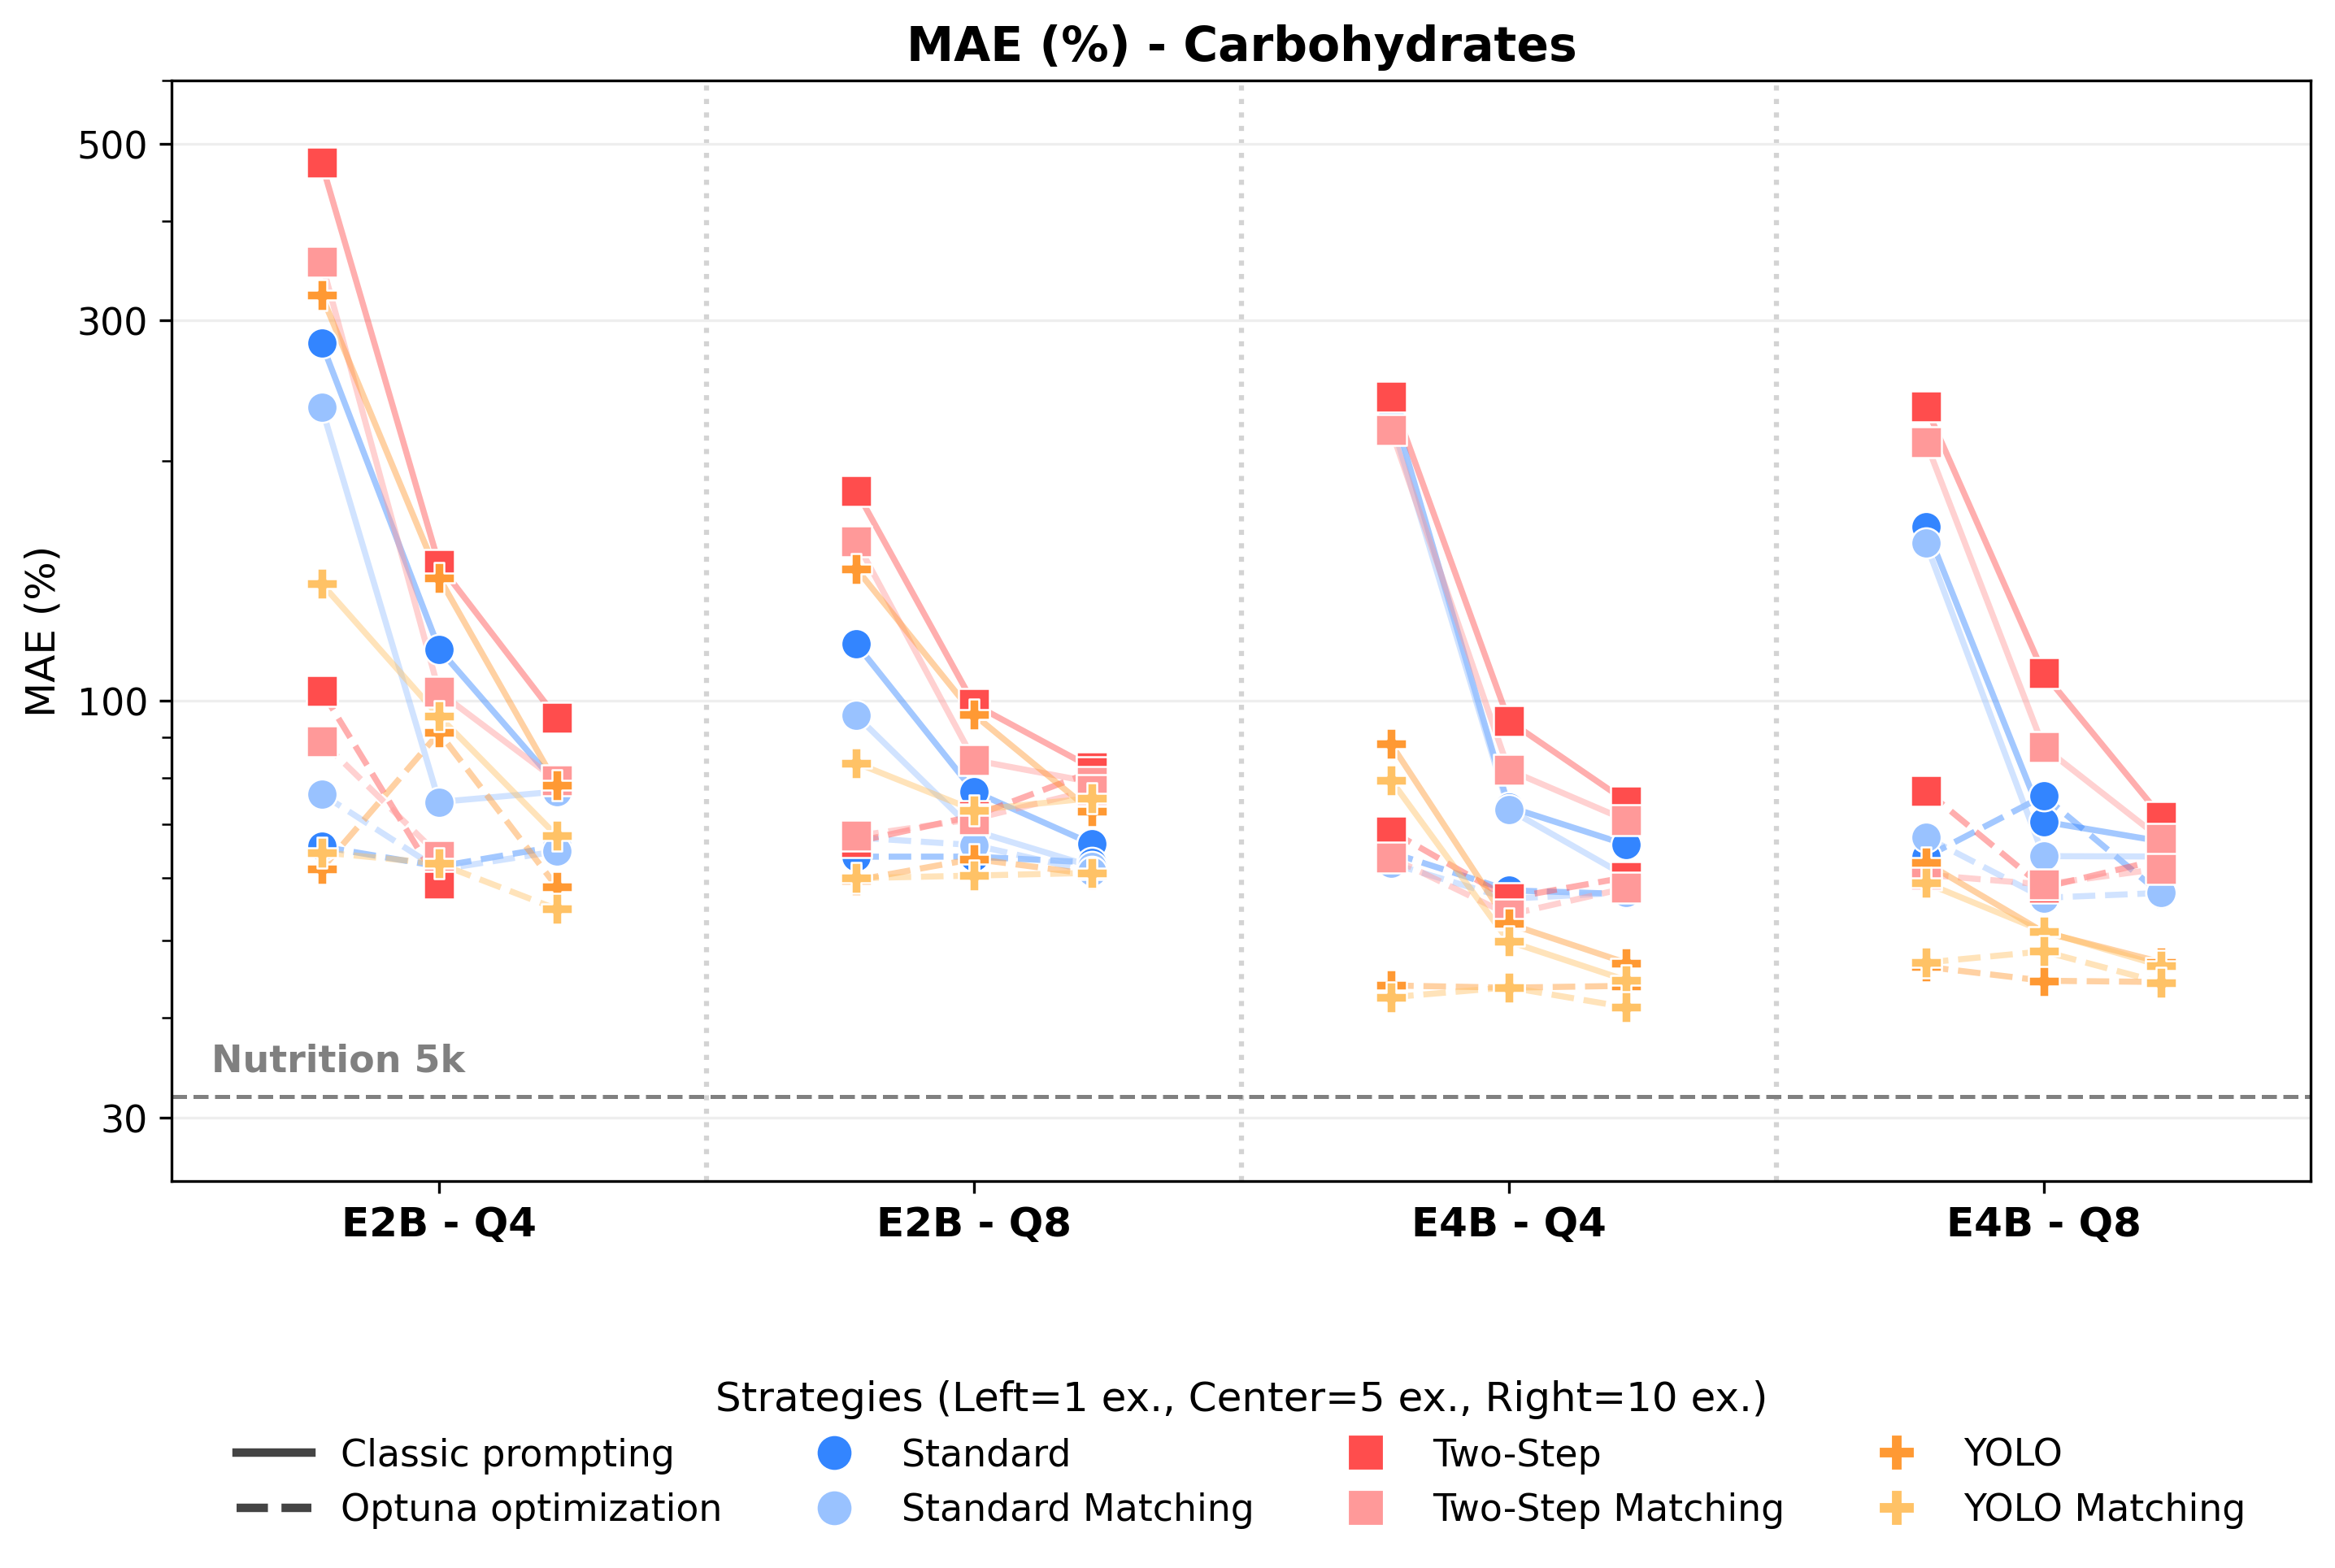 MAE (%) - Carbohydrates
MAE (%)
500
300
100
30
Nutrition 5k
E2B - Q4
E2B - Q8
E4B - Q4
E4B - Q8
Strategies (Left=1 ex., Center=5 ex., Right=10 ex.)
Classic prompting
Optuna optimization
Standard
Standard Matching
Two-Step
Two-Step Matching
YOLO
YOLO Matching